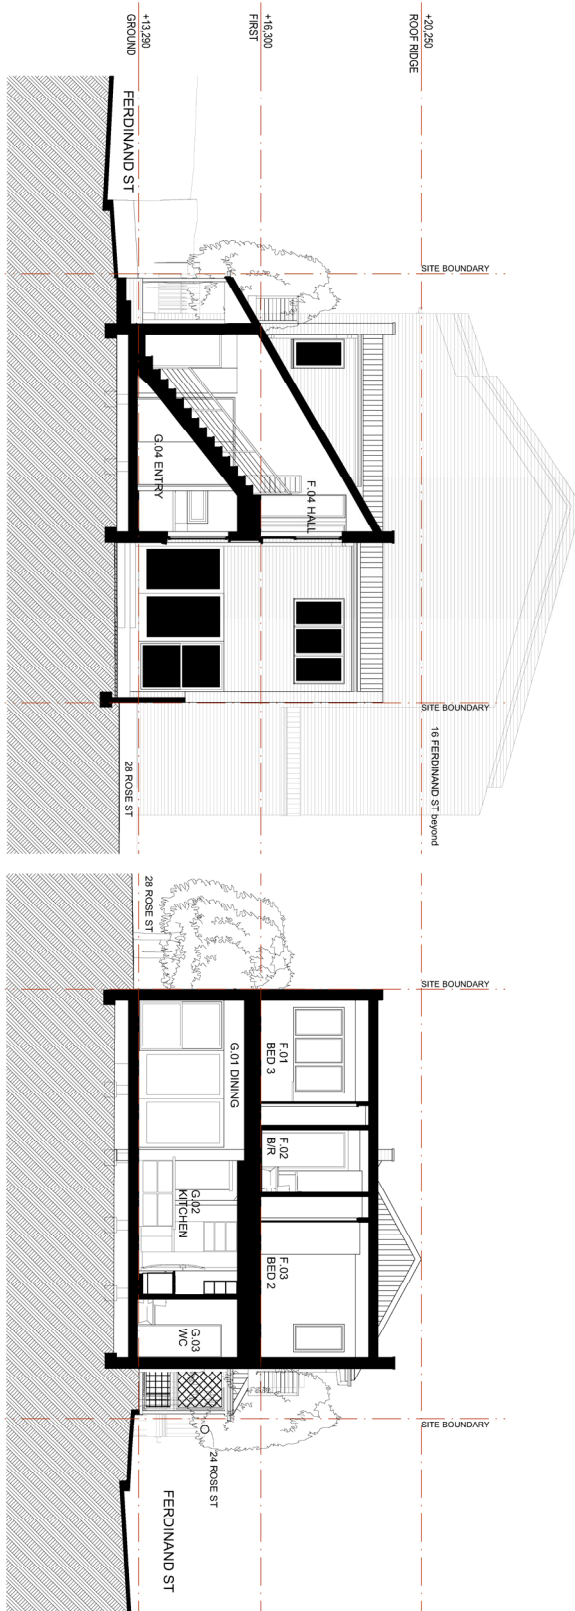 +20,250
ROOF RIDGE
+16,300
FIRST
+13,290
GROUND
FERDINAND ST
SITE BOUNDARY
G.04 ENTRY
F.04 HALL
SITE BOUNDARY
16 FERDINAND ST beyond
28 ROSE ST
28 ROSE ST
SITE BOUNDARY
F.01
BED 3
G.01 DINING
F.02
B/R
G.02
KITCHEN
F.03
BED 2
G.03
WC
SITE BOUNDARY
24 ROSE ST
FERDINAND ST